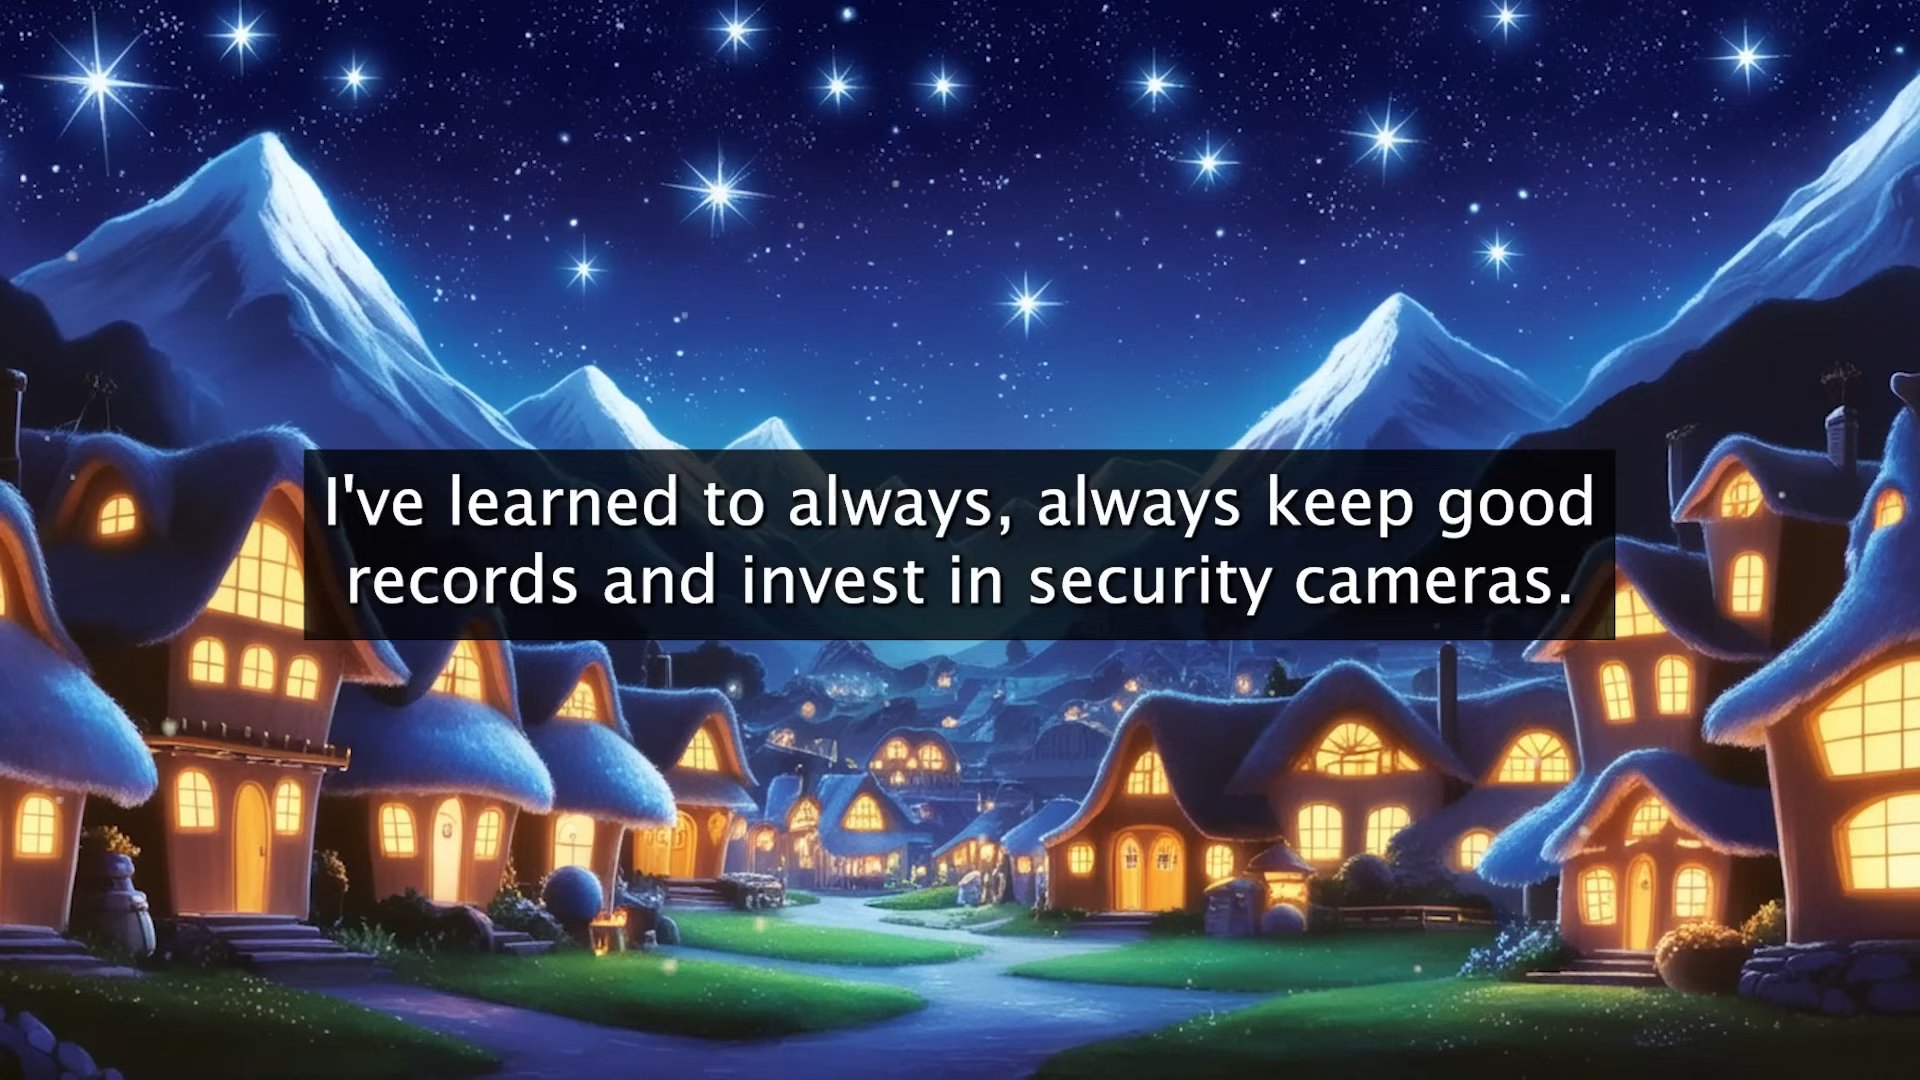 I've learned to always, always keep good
records and invest in security cameras.